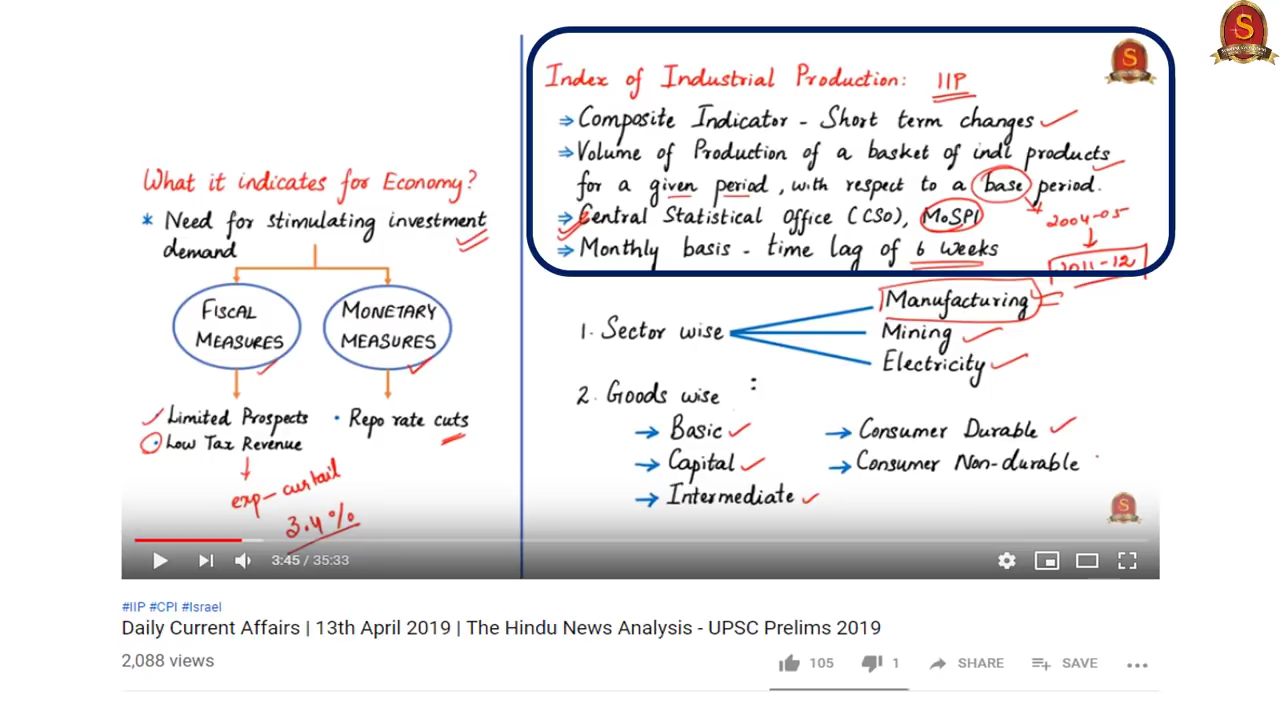 What it indicates for Economy?
* Need for stimulating investment
demand
FISCAL
MEASURES
MONETARY
MEASURES
Limited Prospects
• Low Tax Revenue
• Repo rate cuts
exp- curtail
3.4%
S
Index of Industrial Production: IIP
⇒ Composite Indicator - Short term changes
⇒ Volume of Production of a basket of indl products
for a given period, with respect to a base period.
2004-05
⇒ Central Statistical Office (CSO), MoSPI
⇒ Monthly basis - time lag of 6 weeks
2011-12
1. Sector wise
Manufacturing
Mining
Electricity
2. Goods wise :
→ Basic
→ Capital
→ Intermediate
→ Consumer Durable
→ Consumer Non-durable
S
S
3:45 / 35:33
#IIP #CPI #Israel
Daily Current Affairs | 13th April 2019 | The Hindu News Analysis - UPSC Prelims 2019
2,088 views
105
1
SHARE
SAVE